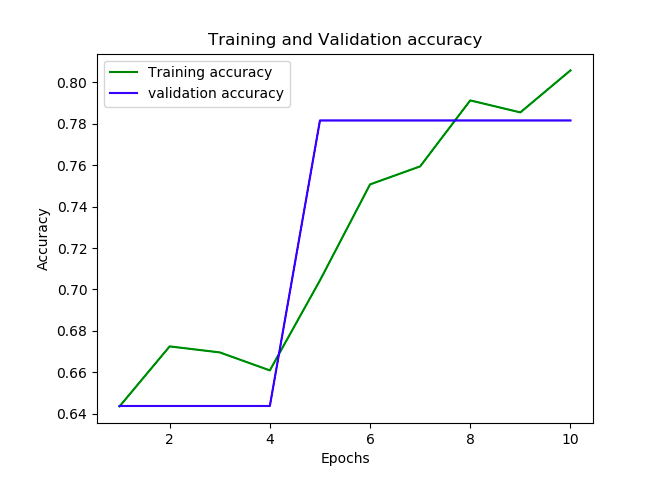 Training and Validation accuracy
Training accuracy
validation accuracy
0.80
0.78
0.76
0.74
0.72
0.70
0.68
0.66
0.64
Accuracy
2 4 6 8 10
Epochs